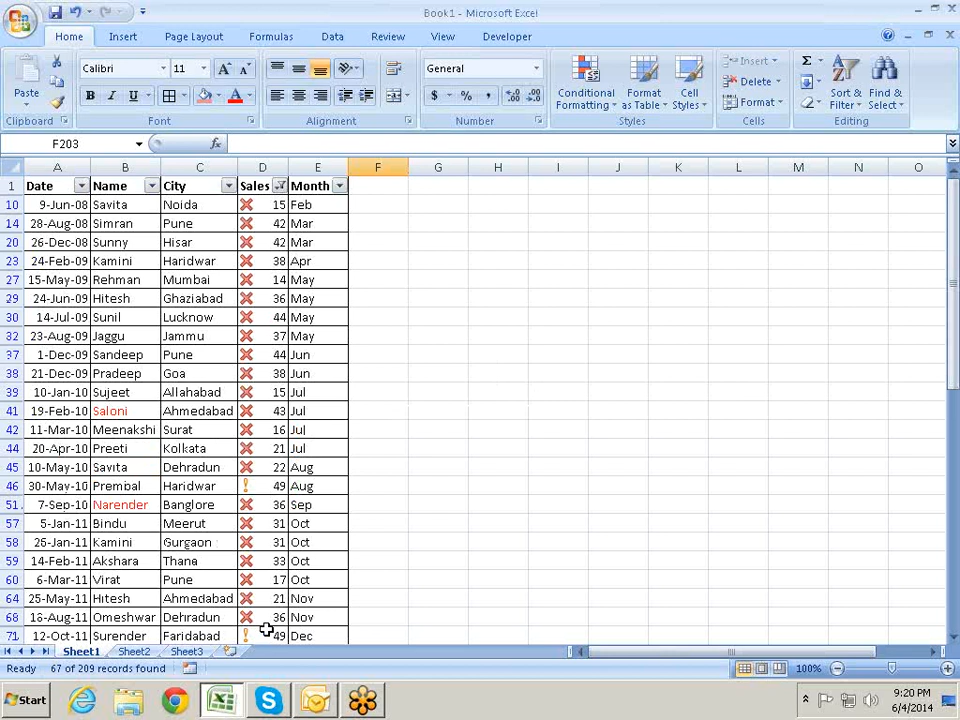 Book1 - Microsoft Excel
Home Insert Page Layout Formulas Data Review View Developer
Paste
Calibri 11
B I U
General
$ % ,
Conditional Formatting
Format as Table
Cell Styles
Insert
Delete
Format
Σ
Sort & Filter
Find & Select
Clipboard Font Alignment Number Styles Cells Editing
F203 fx
A B C D E F G H I J K L M N O
1 Date Name City Sales Month
10 9-Jun-08 Savita Noida 15 Feb
14 28-Aug-08 Simran Pune 42 Mar
20 26-Dec-08 Sunny Hisar 42 Mar
23 24-Feb-09 Kamini Haridwar 38 Apr
27 15-May-09 Rehman Mumbai 14 May
29 24-Jun-09 Hitesh Ghaziabad 36 May
30 14-Jul-09 Sunil Lucknow 44 May
32 23-Aug-09 Jaggu Jammu 37 May
37 1-Dec-09 Sandeep Pune 44 Jun
38 21-Dec-09 Pradeep Goa 38 Jun
39 10-Jan-10 Sujeet Allahabad 15 Jul
41 19-Feb-10 Saloni Ahmedabad 43 Jul
42 11-Mar-10 Meenakshi Surat 16 Jul
44 20-Apr-10 Preeti Kolkata 21 Jul
45 10-May-10 Savita Dehradun 22 Aug
46 30-May-10 Prembal Haridwar 49 Aug
51 7-Sep-10 Narender Banglore 36 Sep
57 5-Jan-11 Bindu Meerut 31 Oct
58 25-Jan-11 Kamini Gurgaon 31 Oct
59 14-Feb-11 Akshara Thana 33 Oct
60 6-Mar-11 Virat Pune 17 Oct
64 25-May-11 Hitesh Ahmedabad 21 Nov
68 16-Aug-11 Omeshwar Dehradun 36 Nov
71 12-Oct-11 Surender Faridabad 49 Dec
Sheet1 Sheet2 Sheet3
Ready 67 of 209 records found 100%
Start 9:20 PM
6/4/2014